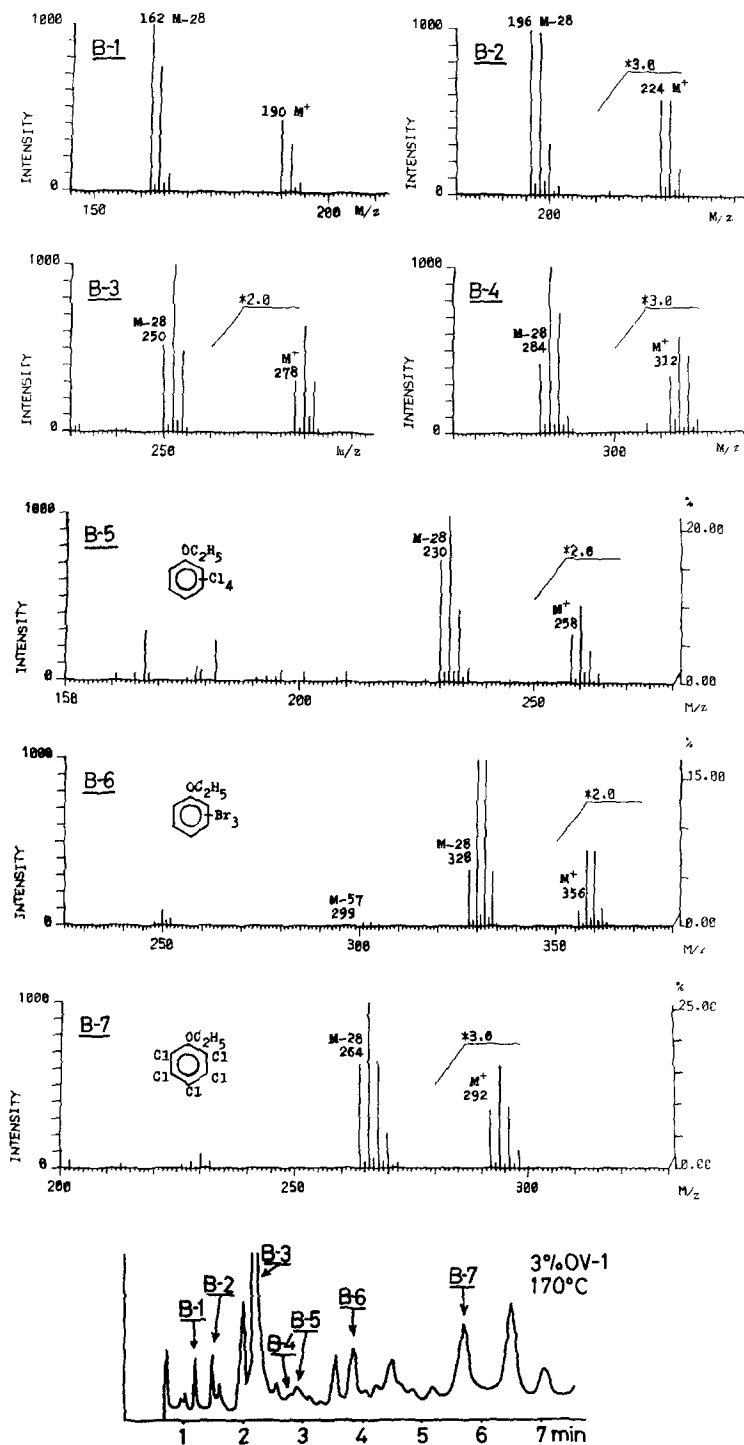 1000
162 M-28
B-1
190 M+
INTENSITY
0
150
200
M/z
1000
196 M-28
B-2
*3.0
224 M+
INTENSITY
0
200
M/z
1000
B-3
*2.0
M-28
250
M+
278
INTENSITY
0
250
M/z
1000
B-4
*3.0
M-28
284
M+
312
INTENSITY
0
300
M/z
1000
B-5
OC2H5
Cl4
M-28
230
*2.0
M+
258
%
20.00
0.00
INTENSITY
0
150
200
250
M/z
1000
B-6
OC2H5
Br3
M-57
299
M-28
328
*2.0
M+
356
%
15.00
0.00
INTENSITY
0
250
300
350
M/z
1000
B-7
OC2H5
Cl
Cl
Cl
Cl
Cl
M-28
264
*3.0
M+
292
%
25.00
0.00
INTENSITY
0
200
250
300
M/z
B-1
B-2
B-3
B-4
B-5
B-6
B-7
3%OV-1
170°C
1
2
3
4
5
6
7 min